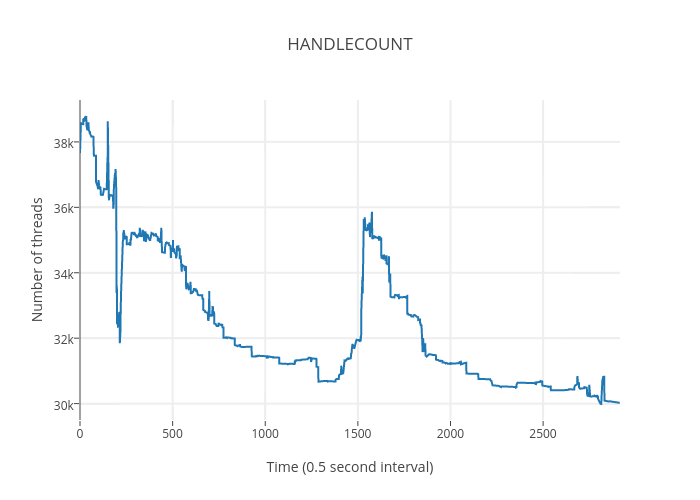 HANDLECOUNT
Number of threads
38k
36k
34k
32k
30k
0 500 1000 1500 2000 2500
Time (0.5 second interval)